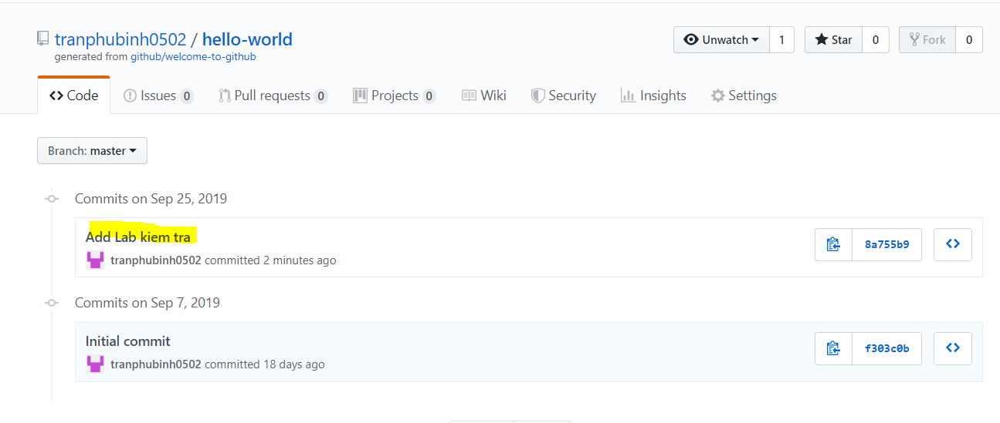 tranphubinh0502 / hello-world
Unwatch 1 Star 0 Fork 0
generated from github/welcome-to-github
Code Issues 0 Pull requests 0 Projects 0 Wiki Security Insights Settings
Branch: master
Commits on Sep 25, 2019
Add Lab kiem tra
8a755b9
tranphubinh0502 committed 2 minutes ago
Commits on Sep 7, 2019
Initial commit
f303c0b
tranphubinh0502 committed 18 days ago